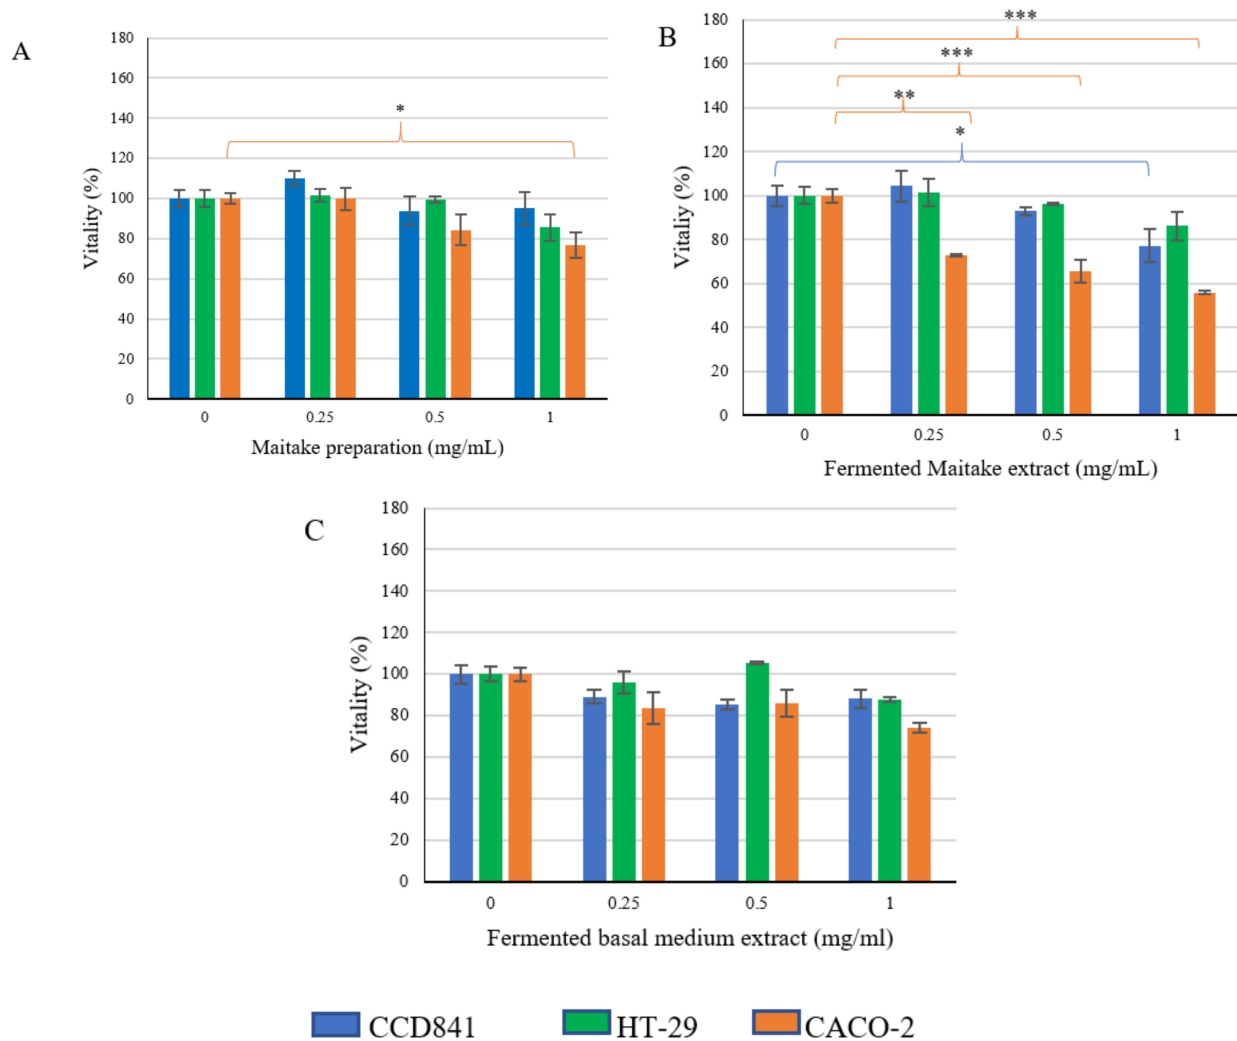 A
180
160
140
120
100
80
60
40
20
0
Vitality (%)
*
0 0.25 0.5 1
Maitake preparation (mg/mL)
B
180
160
140
120
100
80
60
40
20
0
Vitaliy (%)
***
***
**
*
0 0.25 0.5 1
Fermented Maitake extract (mg/mL)
C
180
160
140
120
100
80
60
40
20
0
Vitality (%)
0 0.25 0.5 1
Fermented basal medium extract (mg/ml)
CCD841 HT-29 CACO-2